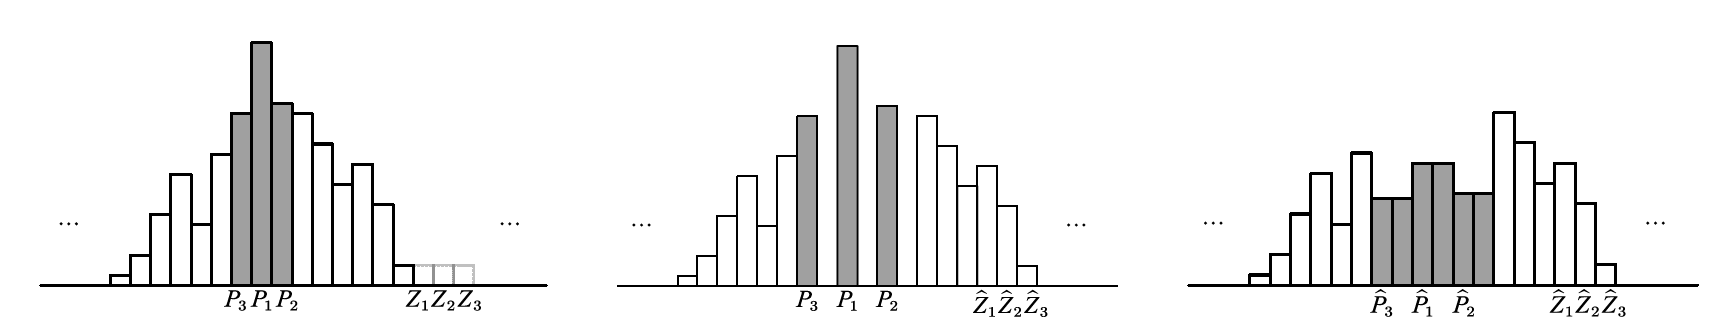 ... ... ... ... ... ...
P₃ P₁ P₂ Z₁ Z₂ Z₃ P₃ P₁ P₂ Ẑ₁ Ẑ₂ Ẑ₃ P̂₃ P̂₁ P̂₂ Ẑ₁ Ẑ₂ Ẑ₃